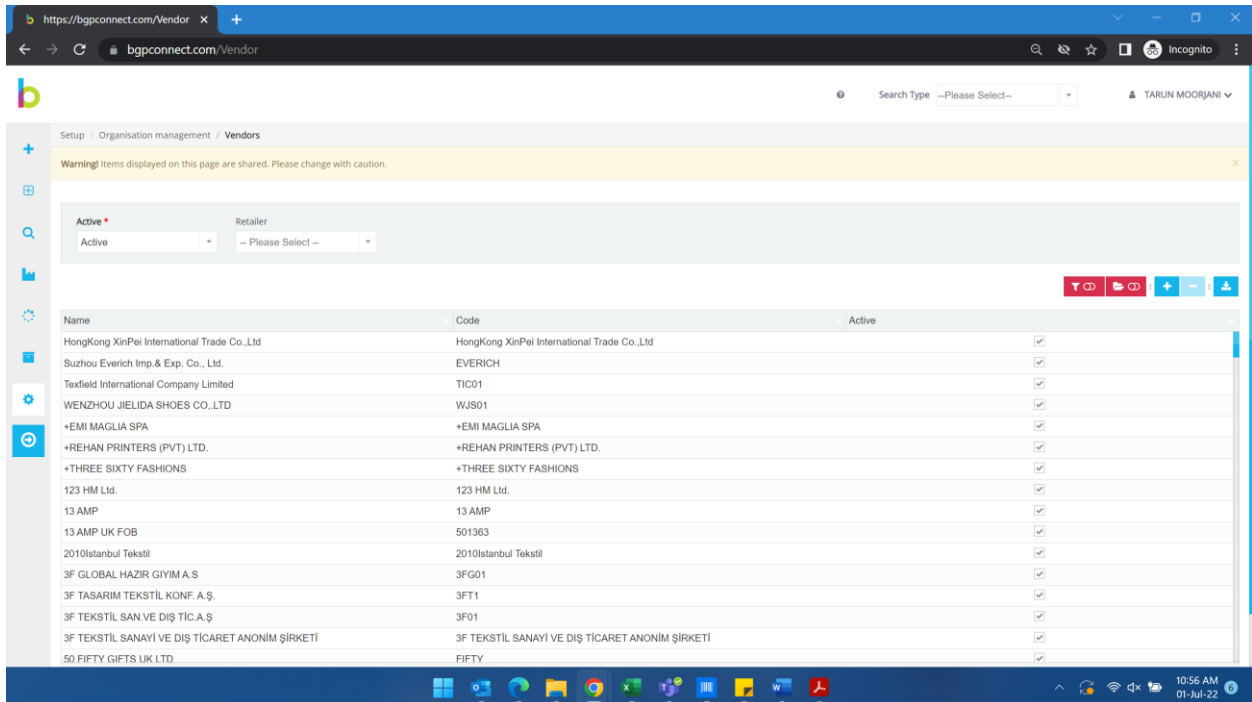 b https://bgpconnect.com/Vendor × +
bgpconnect.com/Vendor Incognito
b Search Type --Please Select-- TARUN MOORJANI
Setup / Organisation management / Vendors
Warning! Items displayed on this page are shared. Please change with caution. ×
Active * Retailer
Active -- Please Select --
Name Code Active
HongKong XinPei International Trade Co.,Ltd HongKong XinPei International Trade Co.,Ltd
Suzhou Everich Imp.& Exp. Co., Ltd. EVERICH
Texfield International Company Limited TIC01
WENZHOU JIELIDA SHOES CO,.LTD WJS01
+EMI MAGLIA SPA +EMI MAGLIA SPA
+REHAN PRINTERS (PVT) LTD. +REHAN PRINTERS (PVT) LTD.
+THREE SIXTY FASHIONS +THREE SIXTY FASHIONS
123 HM Ltd. 123 HM Ltd.
13 AMP 13 AMP
13 AMP UK FOB 501363
2010Istanbul Tekstil 2010Istanbul Tekstil
3F GLOBAL HAZIR GIYIM A.S 3FG01
3F TASARIM TEKSTİL KONF. A.Ş. 3FT1
3F TEKSTİL SAN.VE DIŞ TİC.A.Ş 3F01
3F TEKSTİL SANAYİ VE DIŞ TİCARET ANONİM ŞİRKETİ 3F TEKSTİL SANAYİ VE DIŞ TİCARET ANONİM ŞİRKETİ
50 FIFTY GIFTS UK LTD FIFTY
10:56 AM
01-Jul-22 6